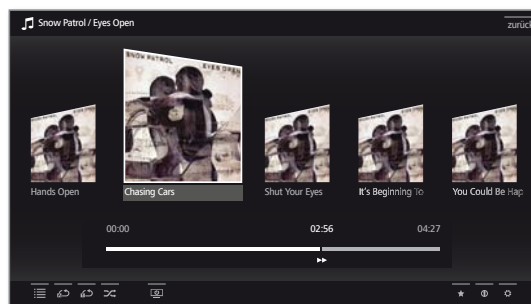 Snow Patrol / Eyes Open
zurück
SNOW PATROL EYES OPEN
Hands Open
Chasing Cars
Shut Your Eyes
It's Beginning To
You Could Be Hap
00:00 02:56 04:27